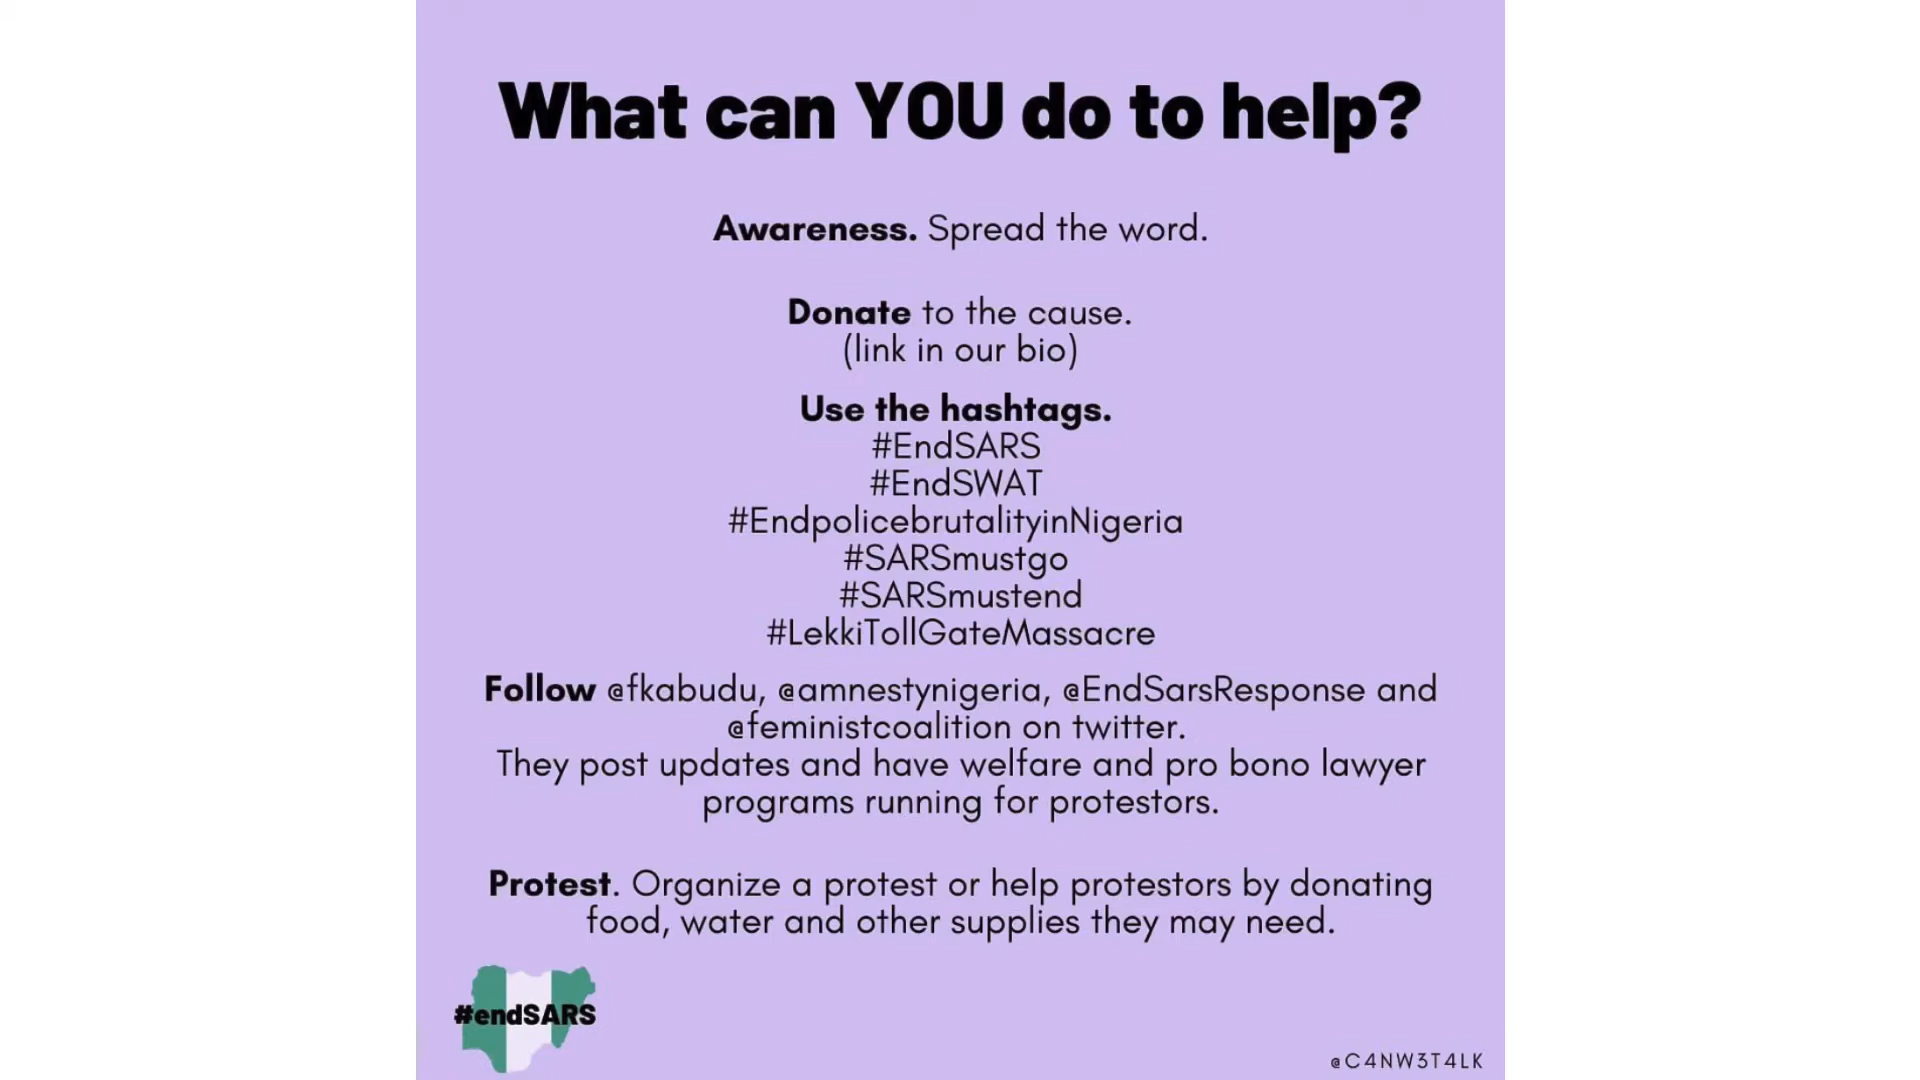 What can YOU do to help?
Awareness. Spread the word.
Donate to the cause.
(link in our bio)
Use the hashtags.
#EndSARS
#EndSWAT
#EndpolicebrutalityinNigeria
#SARSmustgo
#SARSmustend
#LekkiTollGateMassacre
Follow @fkabudu, @amnestynigeria, @EndSarsResponse and
@feministcoalition on twitter.
They post updates and have welfare and pro bono lawyer
programs running for protestors.
Protest. Organize a protest or help protestors by donating
food, water and other supplies they may need.
#endSARS
@C4NW3T4LK